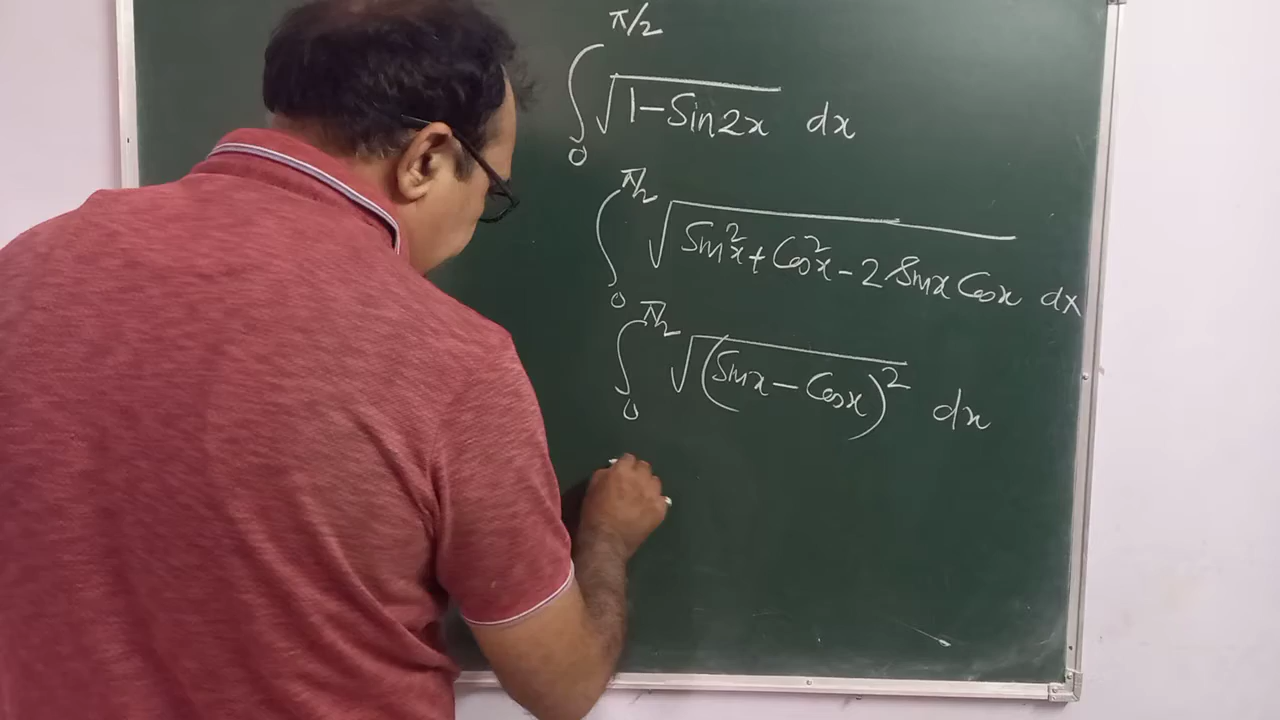 ∫₀^π/2 √(1-Sin2x) dx
∫₀^π/2 √(Sin²x + Cos²x - 2 Sinx Cosx) dx
∫₀^π/2 √((Sinx - Cosx)²) dx